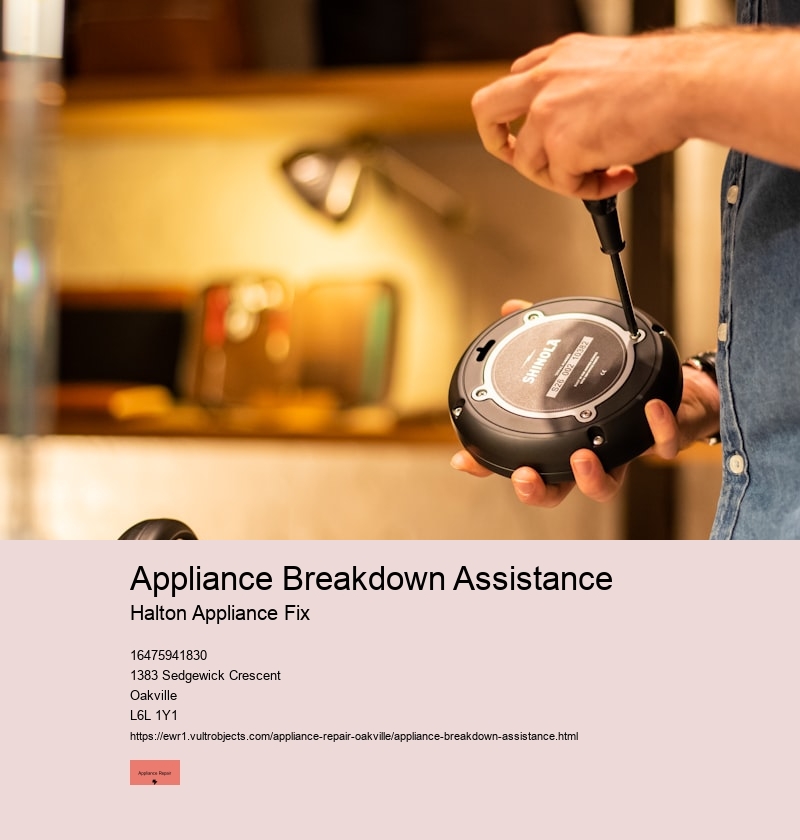 SHINOLA
Appliance Breakdown Assistance
Halton Appliance Fix
16475941830
1383 Sedgewick Crescent
Oakville
L6L 1Y1
https://ewr1.vultrobjects.com/appliance-repair-oakville/appliance-breakdown-assistance.html
Appliance Repair